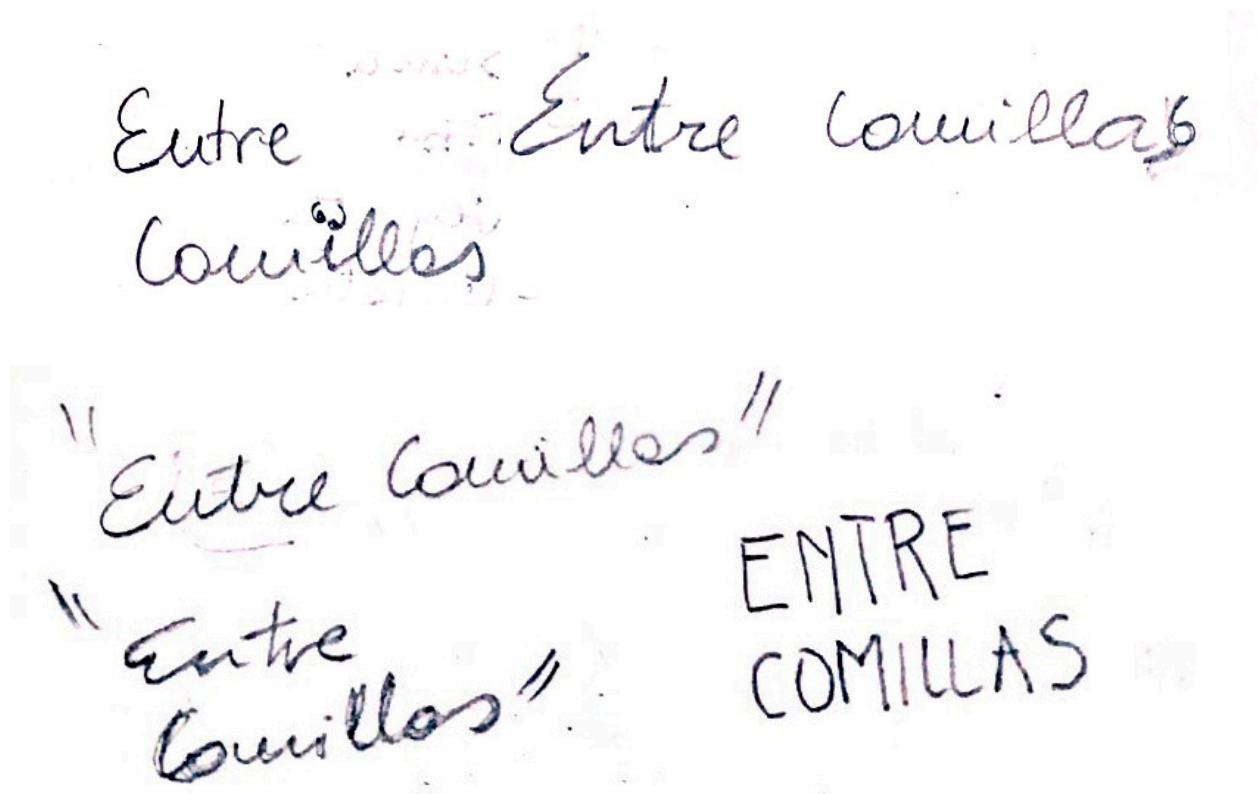 Entre
Comillas
Entre Comillas
"Entre Comillas"
"Entre
Comillas"
ENTRE
COMILLAS